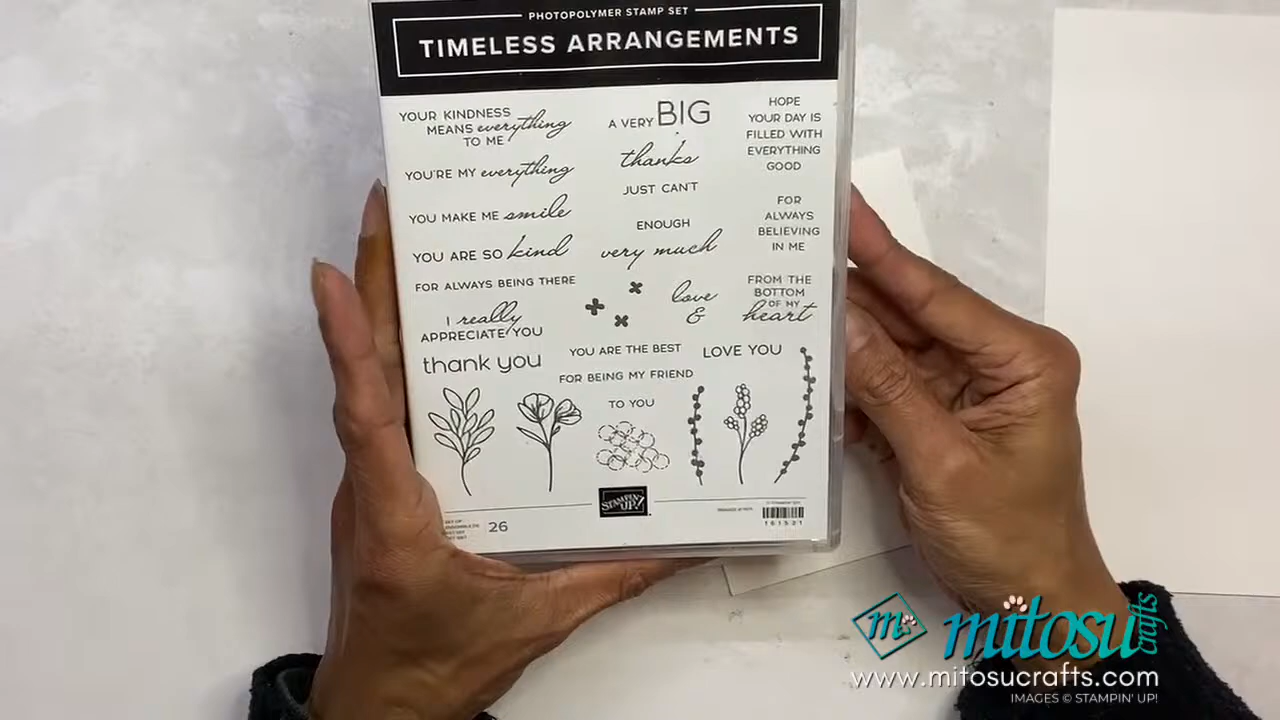 PHOTOPOLYMER STAMP SET
TIMELESS ARRANGEMENTS
YOUR KINDNESS
MEANS everything
TO ME
YOU'RE MY everything
YOU MAKE ME smile
YOU ARE SO kind
FOR ALWAYS BEING THERE
I really
APPRECIATE YOU
thank you
A VERY BIG
thanks
JUST CAN'T
ENOUGH
very much
love
&
YOU ARE THE BEST
FOR BEING MY FRIEND
TO YOU
HOPE
YOUR DAY IS
FILLED WITH
EVERYTHING
GOOD
FOR
ALWAYS
BELIEVING
IN ME
FROM THE
BOTTOM
OF MY
heart
LOVE YOU
STAMPIN' UP!
SET OF
26
161521
mitosu crafts
www.mitosucrafts.com
IMAGES © STAMPIN' UP!